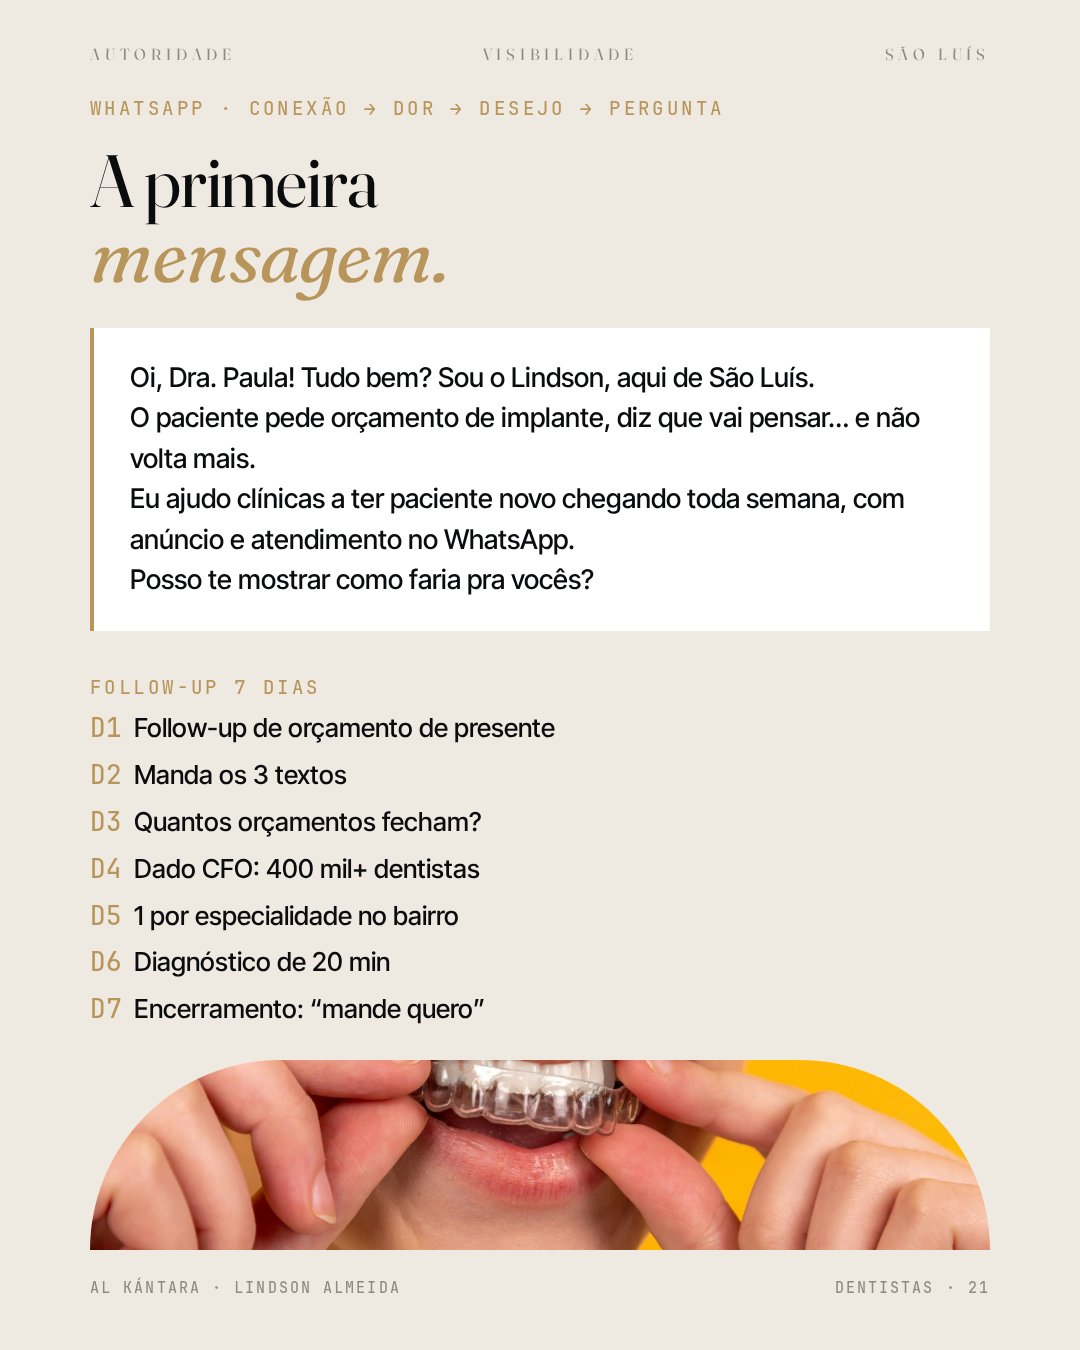 AUTORIDADE VISIBILIDADE SÃO LUÍS
WHATSAPP · CONEXÃO → DOR → DESEJO → PERGUNTA
A primeira
mensagem.
Oi, Dra. Paula! Tudo bem? Sou o Lindson, aqui de São Luís.
O paciente pede orçamento de implante, diz que vai pensar... e não
volta mais.
Eu ajudo clínicas a ter paciente novo chegando toda semana, com
anúncio e atendimento no WhatsApp.
Posso te mostrar como faria pra vocês?
FOLLOW-UP 7 DIAS
D1 Follow-up de orçamento de presente
D2 Manda os 3 textos
D3 Quantos orçamentos fecham?
D4 Dado CFO: 400 mil+ dentistas
D5 1 por especialidade no bairro
D6 Diagnóstico de 20 min
D7 Encerramento: “mande quero”
AL KÁNTARA · LINDSON ALMEIDA DENTISTAS · 21